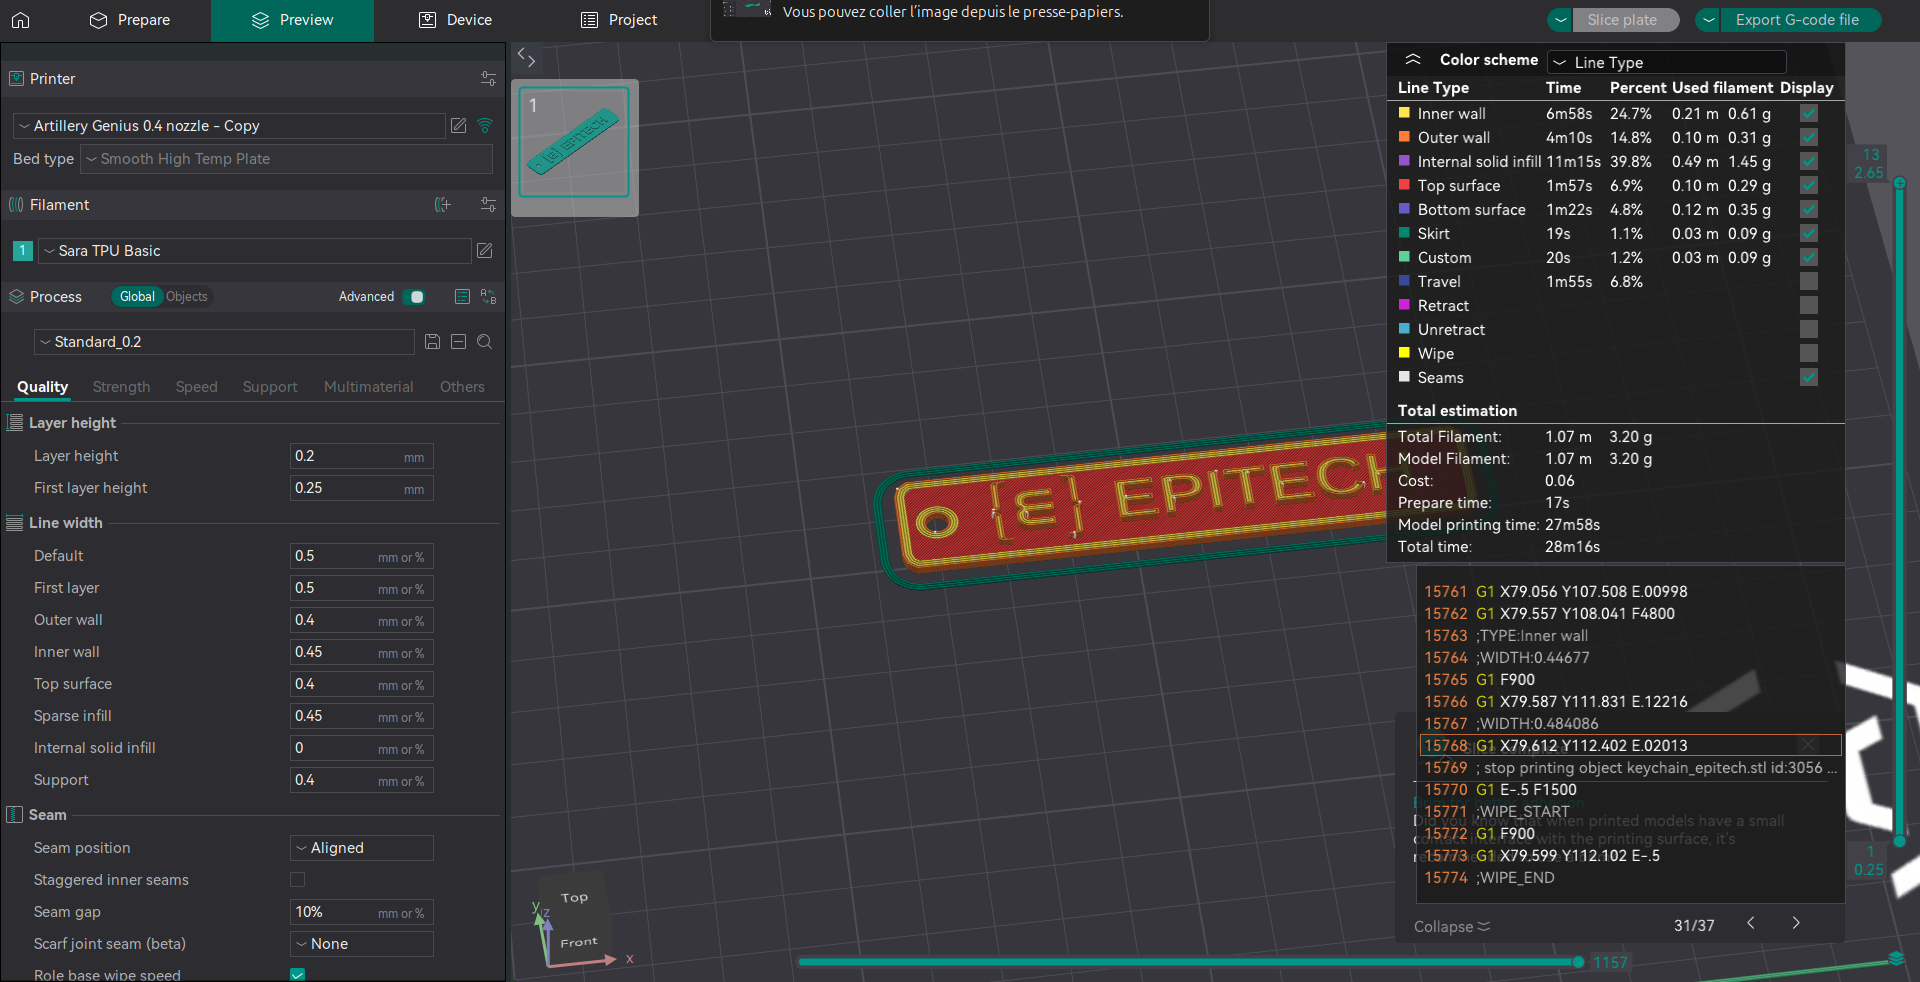 Prepare
Preview
Device
Project
Vous pouvez coller l'image depuis le presse-papiers.
Slice plate
Export G-code file
Printer
Artillery Genius 0.4 nozzle - Copy
Bed type Smooth High Temp Plate
Filament
1 Sara TPU Basic
Process Global Objects Advanced
Standard_0.2
Quality Strength Speed Support Multimaterial Others
Layer height
Layer height 0.2 mm
First layer height 0.25 mm
Line width
Default 0.5 mm or %
First layer 0.5 mm or %
Outer wall 0.4 mm or %
Inner wall 0.45 mm or %
Top surface 0.4 mm or %
Sparse infill 0.45 mm or %
Internal solid infill 0 mm or %
Support 0.4 mm or %
Seam
Seam position Aligned
Staggered inner seams
Seam gap 10% mm or %
Scarf joint seam (beta) None
Role base wipe speed
1
EPITECH
EPITECH
Top
Front
y
z
x
Color scheme Line Type
Line Type Time Percent Used filament Display
Inner wall 6m58s 24.7% 0.21 m 0.61 g
Outer wall 4m10s 14.8% 0.10 m 0.31 g
Internal solid infill 11m15s 39.8% 0.49 m 1.45 g
Top surface 1m57s 6.9% 0.10 m 0.29 g
Bottom surface 1m22s 4.8% 0.12 m 0.35 g
Skirt 19s 1.1% 0.03 m 0.09 g
Custom 20s 1.2% 0.03 m 0.09 g
Travel 1m55s 6.8%
Retract
Unretract
Wipe
Seams
Total estimation
Total Filament: 1.07 m 3.20 g
Model Filament: 1.07 m 3.20 g
Cost: 0.06
Prepare time: 17s
Model printing time: 27m58s
Total time: 28m16s
13
2.65
15761 G1 X79.056 Y107.508 E.00998
15762 G1 X79.557 Y108.041 F4800
15763 ;TYPE:Inner wall
15764 ;WIDTH:0.44677
15765 G1 F900
15766 G1 X79.587 Y111.831 E.12216
15767 ;WIDTH:0.484086
15768 G1 X79.612 Y112.402 E.02013
15769 ; stop printing object keychain_epitech.stl id:3056 ...
15770 G1 E-.5 F1500
15771 ;WIPE_START
15772 G1 F900
15773 G1 X79.599 Y112.102 E-.5
15774 ;WIPE_END
Did you know that when printed models have a small
contact interface with the printing surface, it's
1
0.25
Collapse 31/37
1157